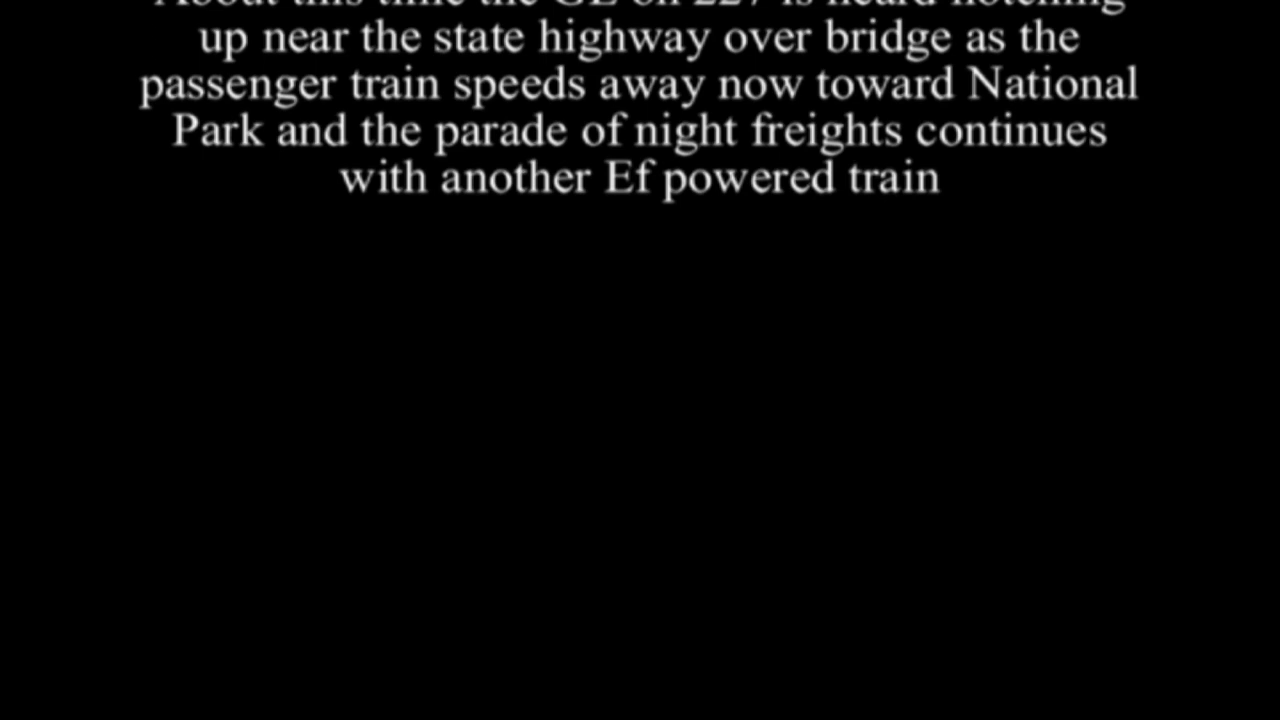 About this time the GE on 227 is heard notching
up near the state highway over bridge as the
passenger train speeds away now toward National
Park and the parade of night freights continues
with another Ef powered train